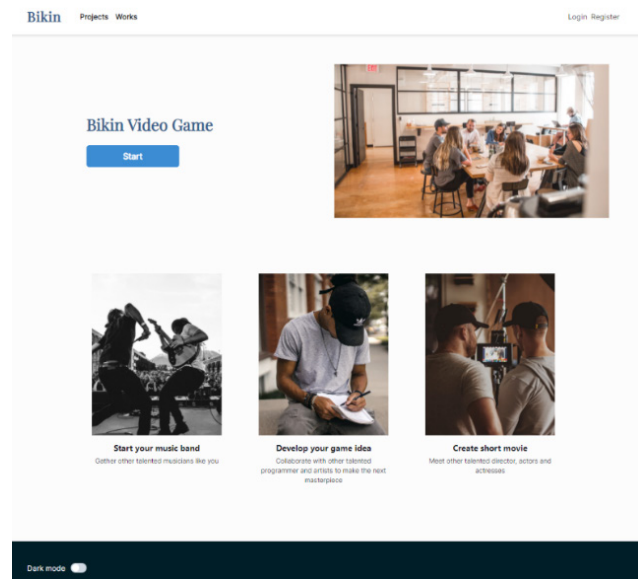 Bikin
Projects Works
Login Register
Bikin Video Game
Start
Start your music band
Gether other talented musicians like you
Develop your game idea
Collaborate with other talented
programmer and artists to make the next
masterpiece
Create short movie
Meet other talented director, actors and
actresses
Dark mode